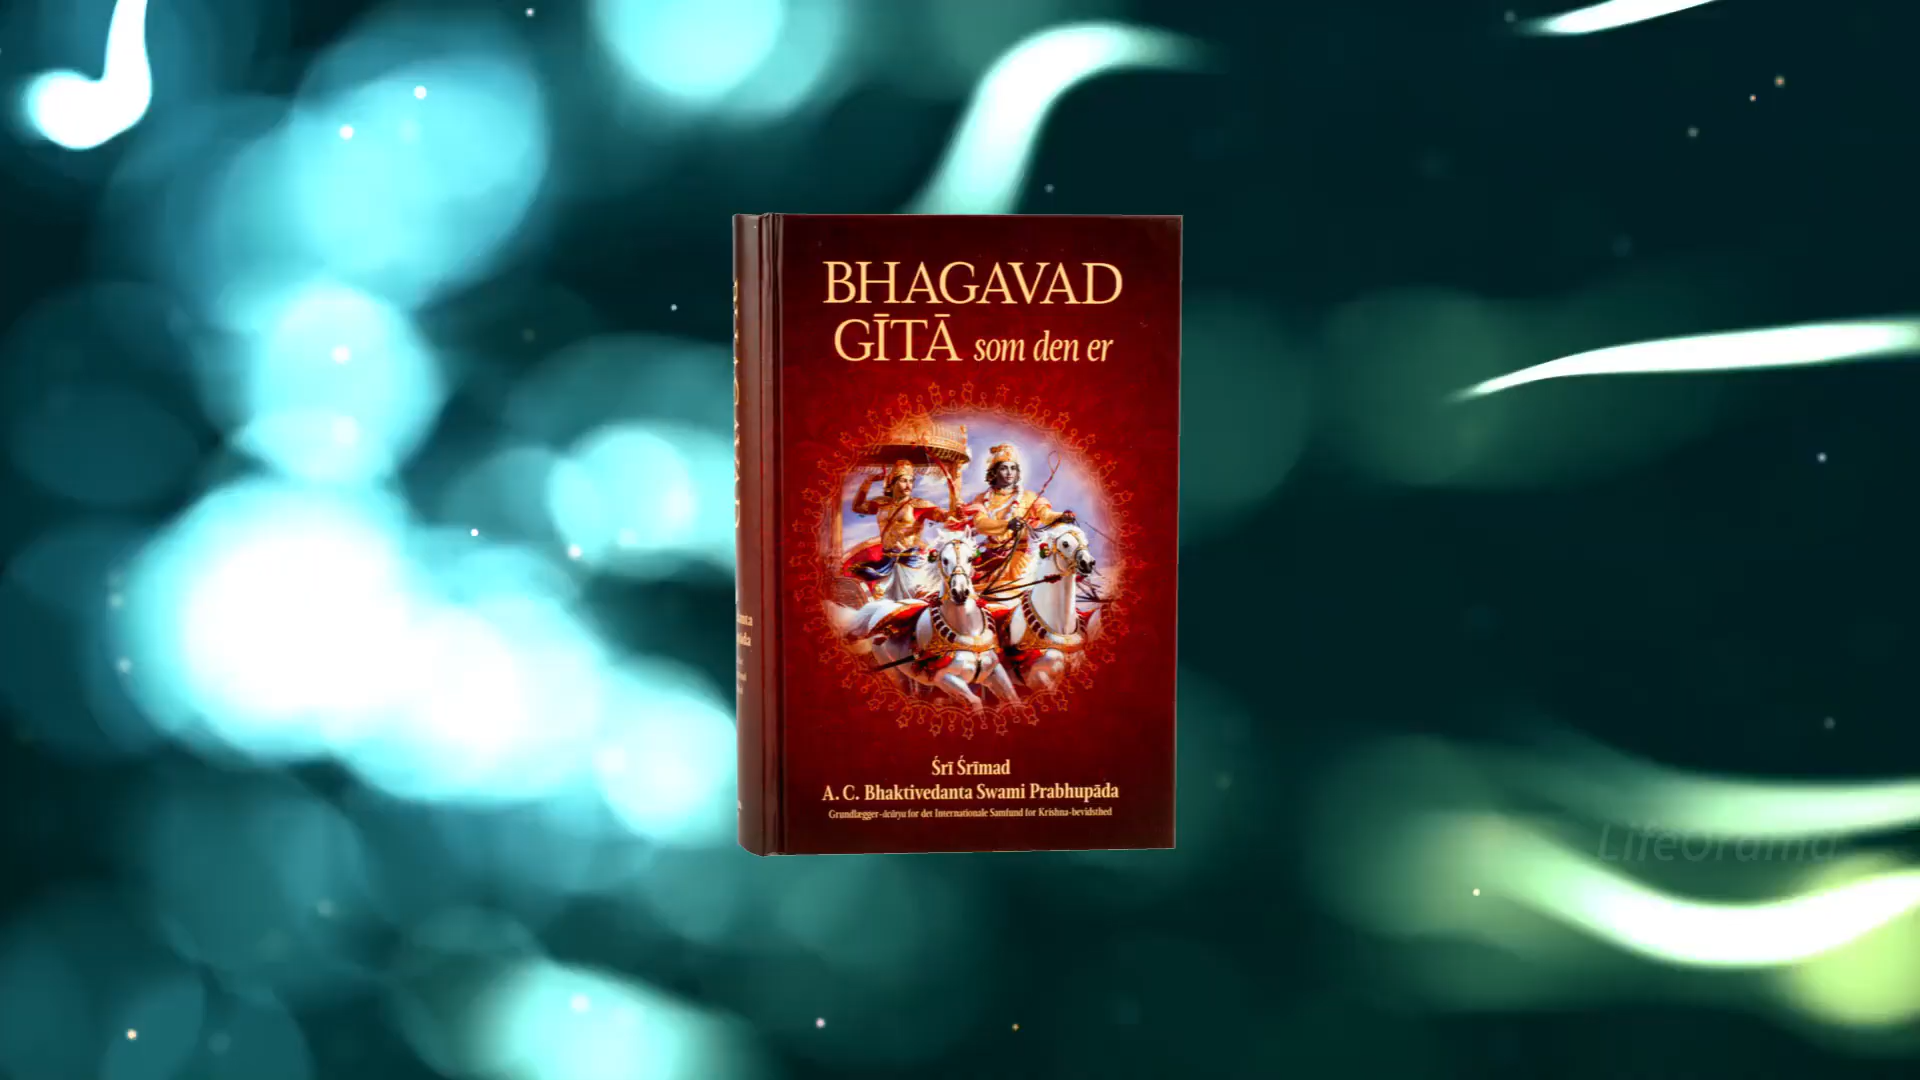 BHAGAVAD
GĪTĀ som den er
Śrī Śrīmad
A. C. Bhaktivedanta Swami Prabhupāda
Grundlægger-ācārya for det Internationale Samfund for Krishna-bevidsthed
LifeOrama